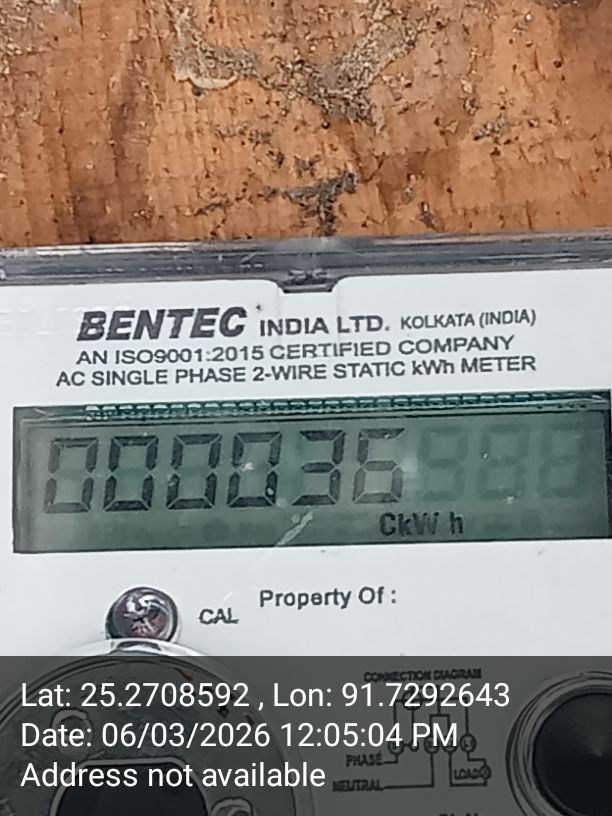 BENTEC INDIA LTD. KOLKATA (INDIA)
AN ISO9001:2015 CERTIFIED COMPANY
AC SINGLE PHASE 2-WIRE STATIC kWh METER
000036
CkW h
CAL Property Of :
CONNECTION DIAGRAM
PHASE
NEUTRAL
LOAD
Lat: 25.2708592 , Lon: 91.7292643
Date: 06/03/2026 12:05:04 PM
Address not available